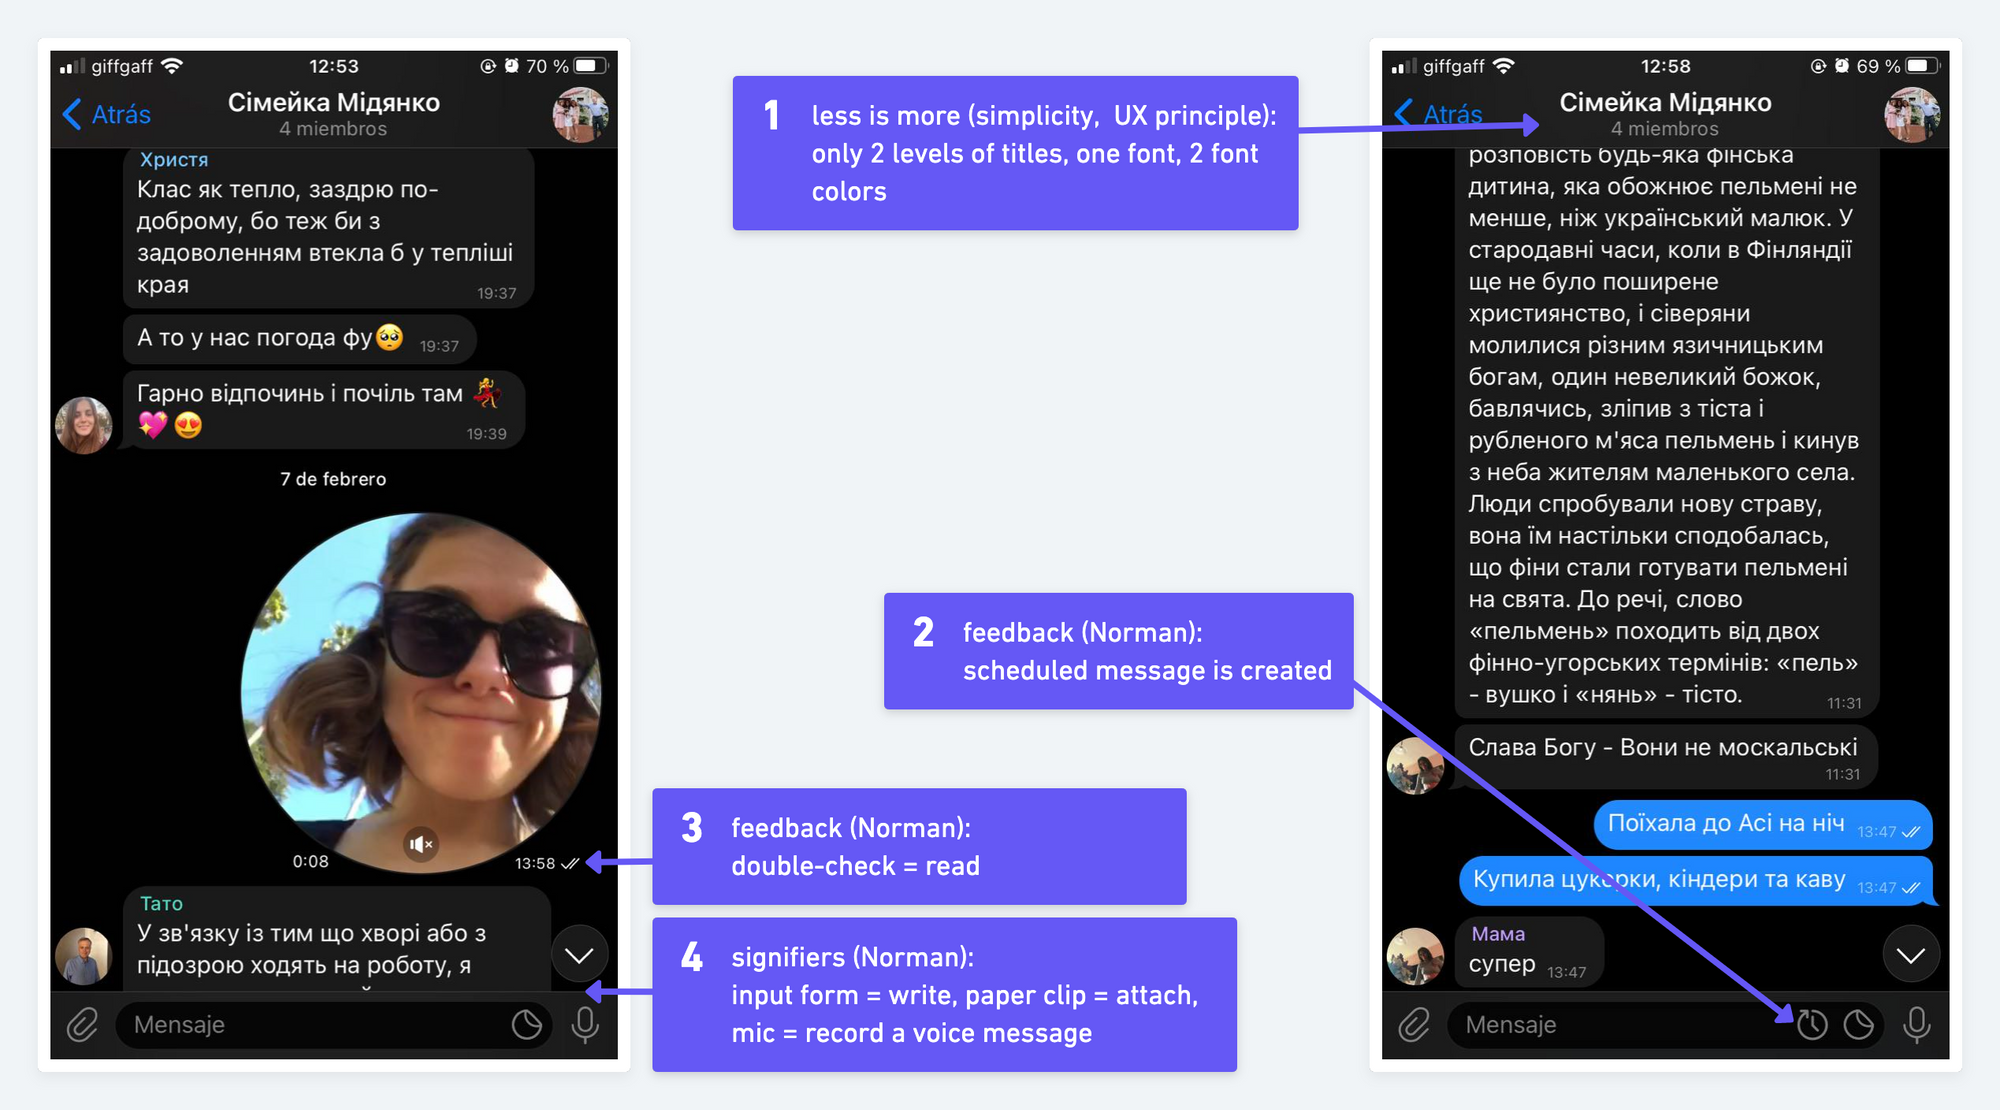 giffgaff
12:53
70 %
Atrás
Сімейка Мідянко
4 miembros
Христя
Клас як тепло, заздрю по-
доброму, бо теж би з
задоволенням втекла б у тепліші
края
19:37
А то у нас погода фу🥺 19:37
Гарно відпочинь і почіль там 💃
💖😍
19:39
7 de febrero
0:08
13:58
Тато
У зв'язку із тим що хворі або з
підозрою ходять на роботу, я
Mensaje
1 less is more (simplicity, UX principle):
only 2 levels of titles, one font, 2 font
colors
2 feedback (Norman):
scheduled message is created
3 feedback (Norman):
double-check = read
4 signifiers (Norman):
input form = write, paper clip = attach,
mic = record a voice message
giffgaff
12:58
69 %
Atrás
Сімейка Мідянко
4 miembros
розповість будь-яка фінська
дитина, яка обожнює пельмені не
менше, ніж український малюк. У
стародавні часи, коли в Фінляндії
ще не було поширене
християнство, і сіверяни
молилися різним язичницьким
богам, один невеликий божок,
бавлячись, зліпив з тіста і
рубленого м'яса пельмень і кинув
з неба жителям маленького села.
Люди спробували нову страву,
вона їм настільки сподобалась,
що фіни стали готувати пельмені
на свята. До речі, слово
«пельмень» походить від двох
фінно-угорських термінів: «пель»
- вушко і «нянь» - тісто.
11:31
Слава Богу - Вони не москальські
11:31
Поїхала до Асі на ніч 13:47
Купила цукерки, кіндери та каву 13:47
Мама
супер 13:47
Mensaje